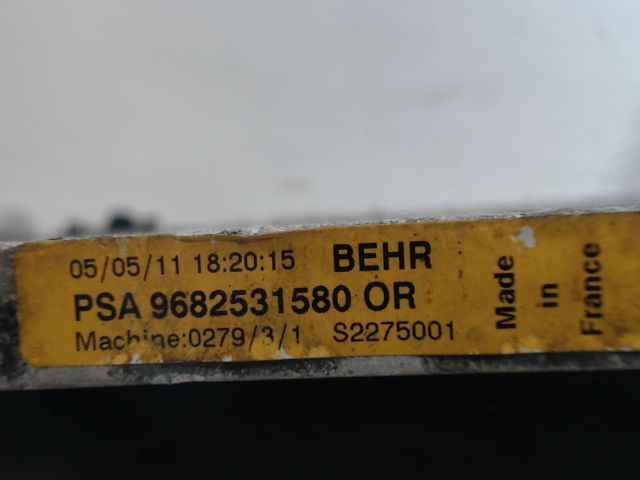 05/05/11 18:20:15 BEHR
PSA 9682531580 OR
Machine:0279/3/1 S2275001
Made
in
France